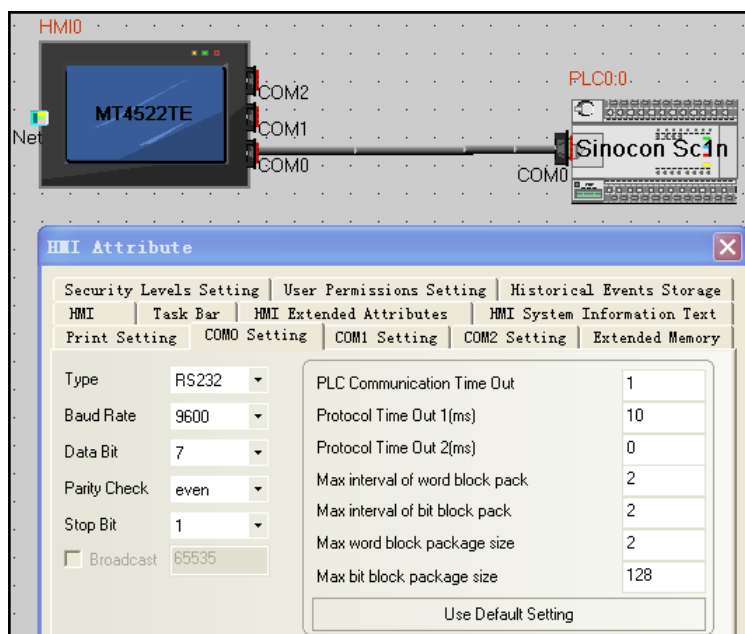 HMI0
MT4522TE
Net
COM2
COM1
COM0
PLC0:0
COM0
Sinocon Sc1n
HMI Attribute
Security Levels Setting User Permissions Setting Historical Events Storage
HMI Task Bar HMI Extended Attributes HMI System Information Text
Print Setting COM0 Setting COM1 Setting COM2 Setting Extended Memory
Type RS232
Baud Rate 9600
Data Bit 7
Parity Check even
Stop Bit 1
Broadcast 65535
PLC Communication Time Out 1
Protocol Time Out 1(ms) 10
Protocol Time Out 2(ms) 0
Max interval of word block pack 2
Max interval of bit block pack 2
Max word block package size 2
Max bit block package size 128
Use Default Setting